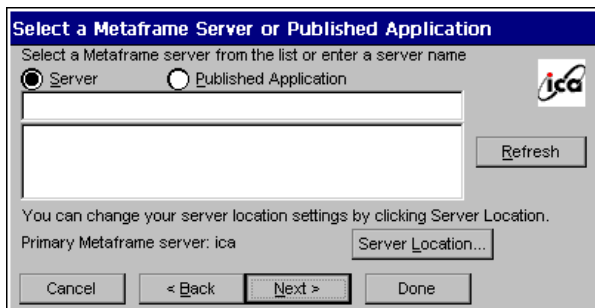 Select a Metaframe Server or Published Application
Select a Metaframe server from the list or enter a server name
Server Published Application
ica
Refresh
You can change your server location settings by clicking Server Location.
Primary Metaframe server: ica Server Location...
Cancel < Back Next > Done